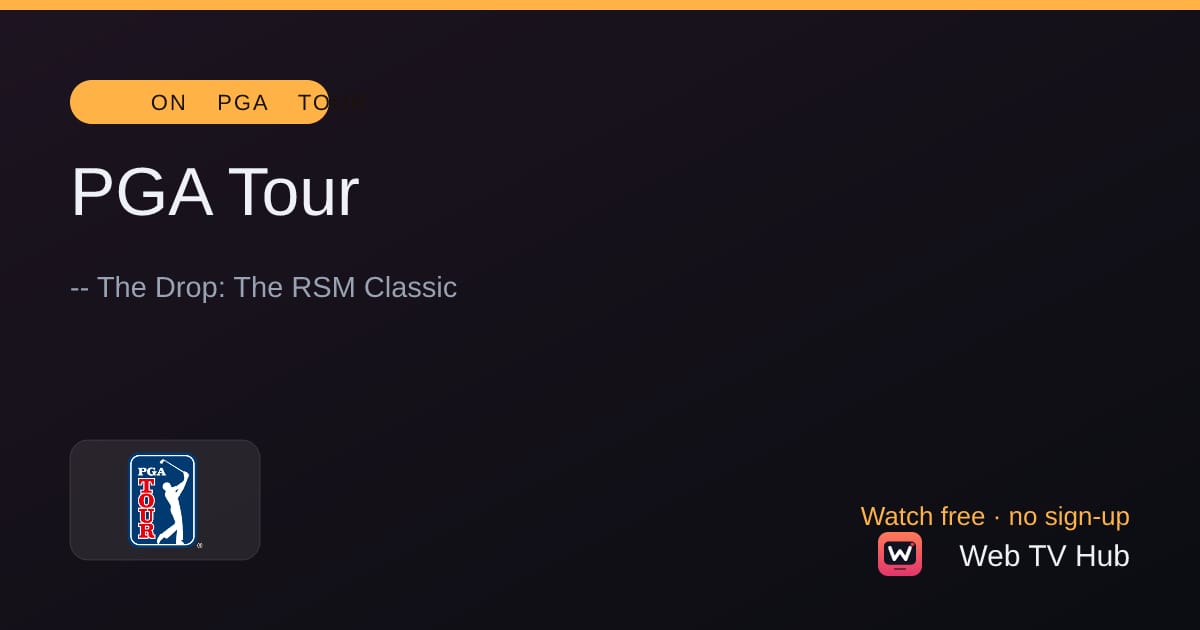 ON PGA TOUR
PGA Tour
-- The Drop: The RSM Classic
PGA
TOUR
®
Watch free · no sign-up
W
Web TV Hub